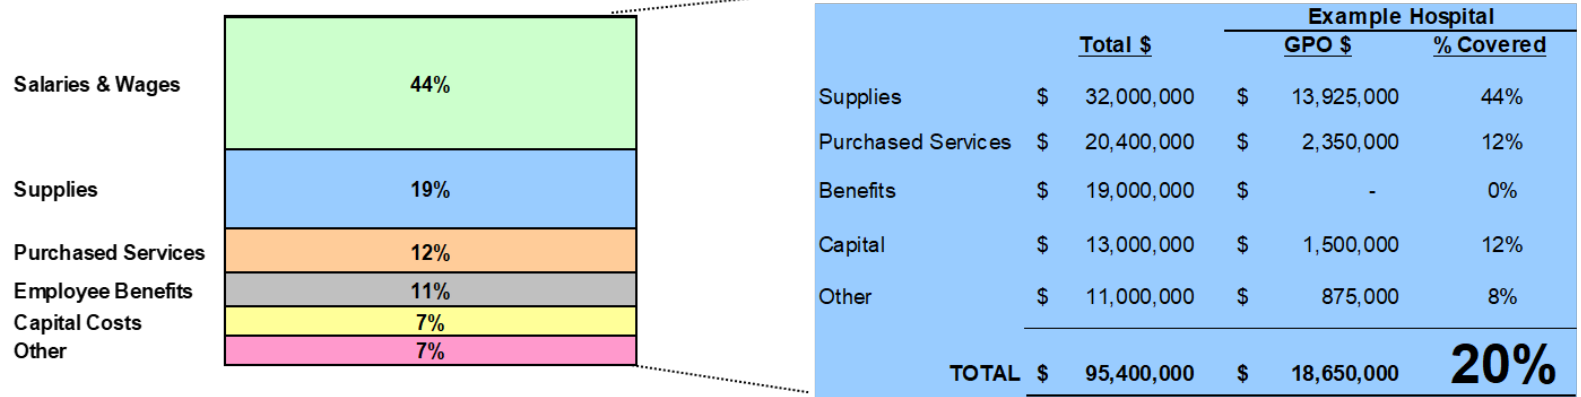 Salaries & Wages 44%
Supplies 19%
Purchased Services 12%
Employee Benefits 11%
Capital Costs 7%
Other 7%
Example Hospital
Total $ GPO $ % Covered
Supplies $ 32,000,000 $ 13,925,000 44%
Purchased Services $ 20,400,000 $ 2,350,000 12%
Benefits $ 19,000,000 $ - 0%
Capital $ 13,000,000 $ 1,500,000 12%
Other $ 11,000,000 $ 875,000 8%
TOTAL $ 95,400,000 $ 18,650,000 20%